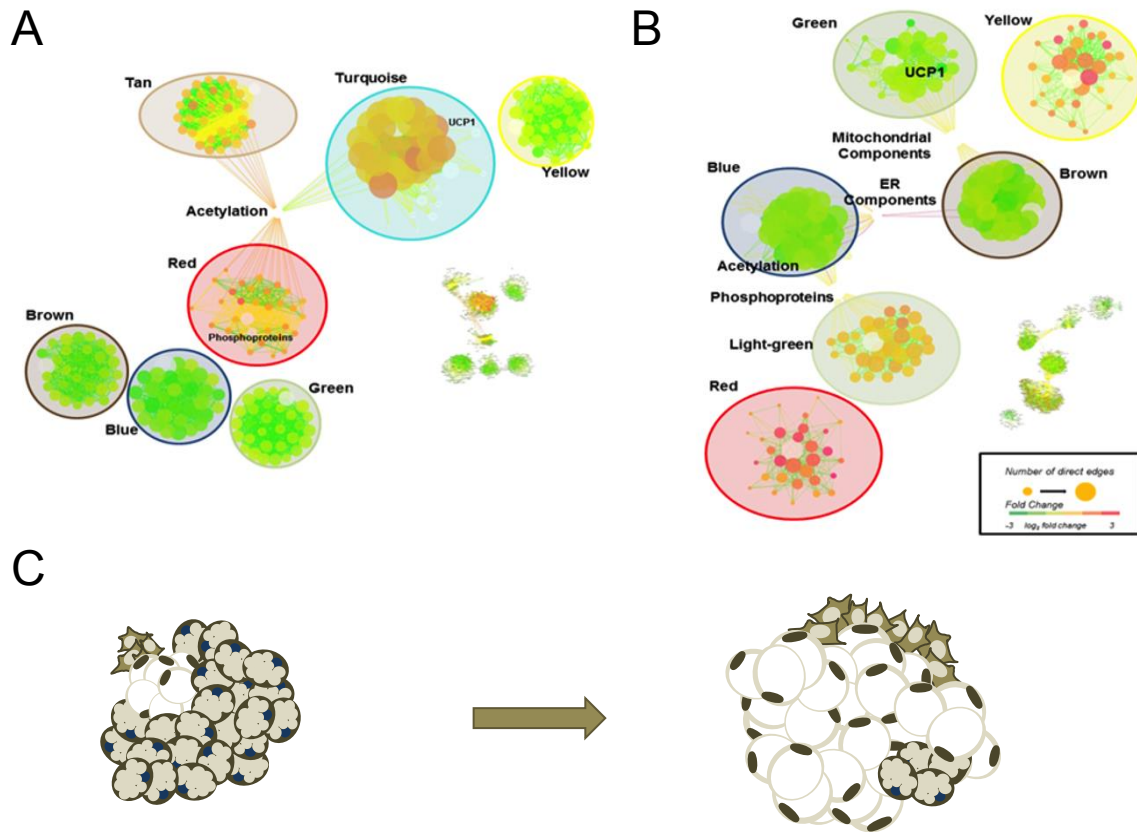 A
Tan
Turquoise
UCP1
Yellow
Acetylation
Red
Phosphoproteins
Brown
Blue
Green
B
Green
Yellow
UCP1
Mitochondrial
Components
Blue
ER
Components
Brown
Acetylation
Phosphoproteins
Light-green
Red
Number of direct edges
Fold Change
-3 log₂ fold change 3
C